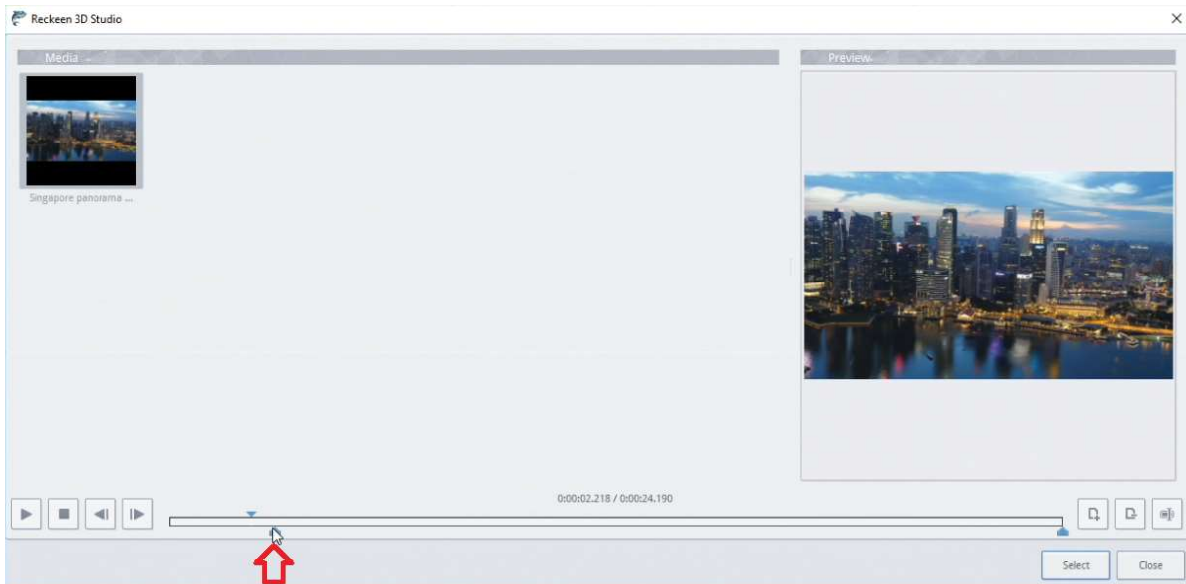 Reckeen 3D Studio
Media
Preview
Singapore panorama ...
0:00:02.218 / 0:00:24.190
Select
Close